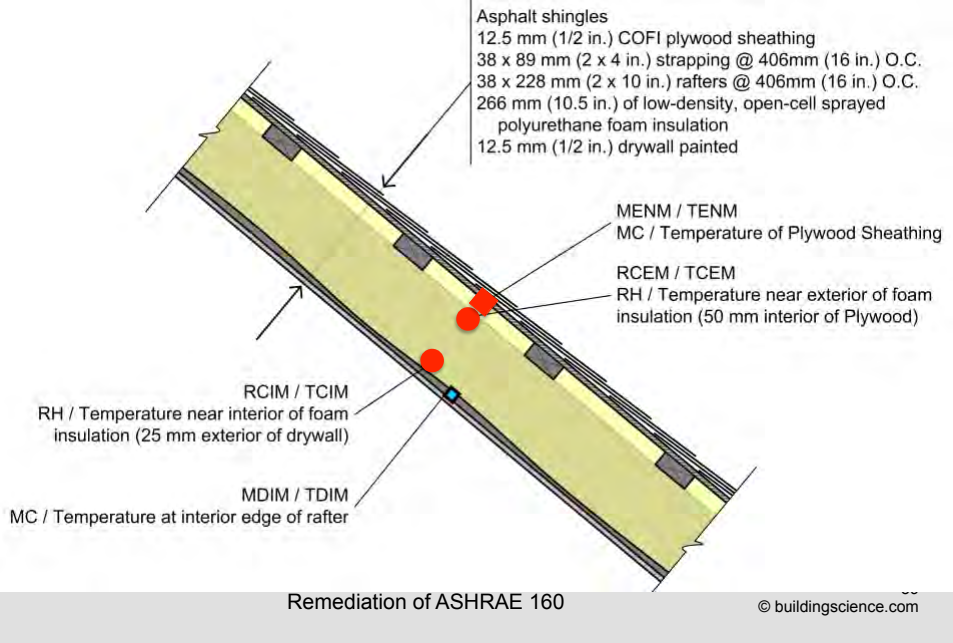 Asphalt shingles
12.5 mm (1/2 in.) COFI plywood sheathing
38 x 89 mm (2 x 4 in.) strapping @ 406mm (16 in.) O.C.
38 x 228 mm (2 x 10 in.) rafters @ 406mm (16 in.) O.C.
266 mm (10.5 in.) of low-density, open-cell sprayed
polyurethane foam insulation
12.5 mm (1/2 in.) drywall painted
MENM / TENM
MC / Temperature of Plywood Sheathing
RCEM / TCEM
RH / Temperature near exterior of foam
insulation (50 mm interior of Plywood)
RCIM / TCIM
RH / Temperature near interior of foam
insulation (25 mm exterior of drywall)
MDIM / TDIM
MC / Temperature at interior edge of rafter
Remediation of ASHRAE 160
© buildingscience.com